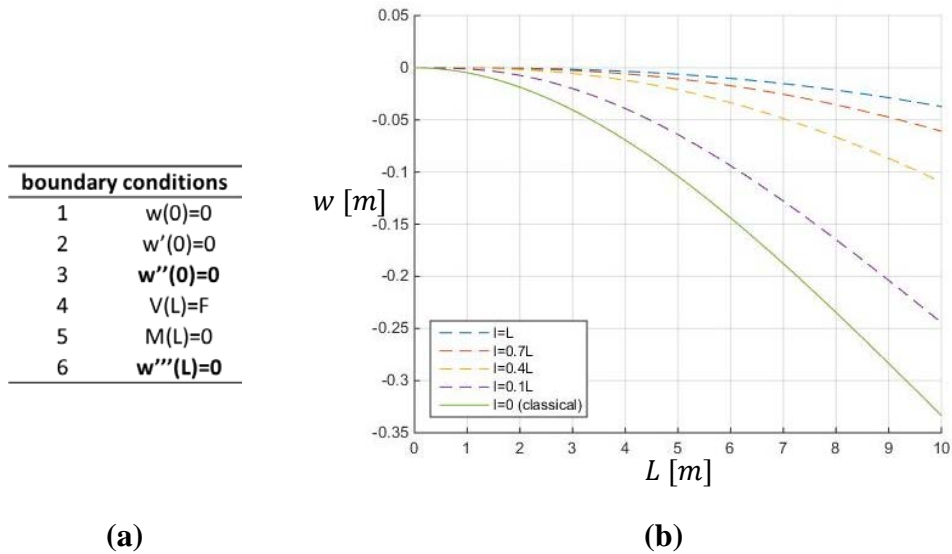 boundary conditions
1 w(0)=0
2 w'(0)=0
3 w''(0)=0
4 V(L)=F
5 M(L)=0
6 w'''(L)=0
(a)
0.05
0
-0.05
-0.1
-0.15
-0.2
-0.25
-0.3
-0.35
w [m]
l=L
l=0.7L
l=0.4L
l=0.1L
l=0 (classical)
0 1 2 3 4 5 6 7 8 9 10
L [m]
(b)